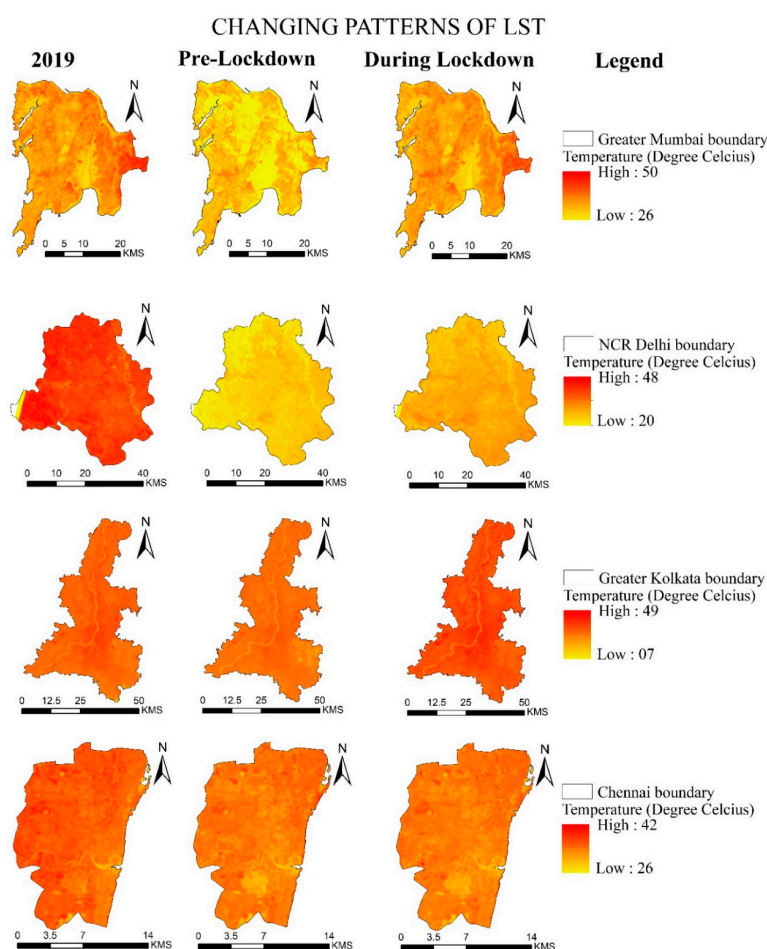 CHANGING PATTERNS OF LST
2019 Pre-Lockdown During Lockdown Legend
N N N
Greater Mumbai boundary
Temperature (Degree Celcius)
High : 50
Low : 26
0 5 10 20 0 5 10 20 0 5 10 20
KMS KMS KMS
N N N
NCR Delhi boundary
Temperature (Degree Celcius)
High : 48
Low : 20
0 10 20 40 0 10 20 40 0 10 20 40
KMS KMS KMS
N N N
Greater Kolkata boundary
Temperature (Degree Celcius)
High : 49
Low : 07
0 12.5 25 50 0 12.5 25 50 0 12.5 25 50
KMS KMS KMS
N N N
Chennai boundary
Temperature (Degree Celcius)
High : 42
Low : 26
0 3.5 7 14 0 3.5 7 14 0 3.5 7 14
KMS KMS KMS